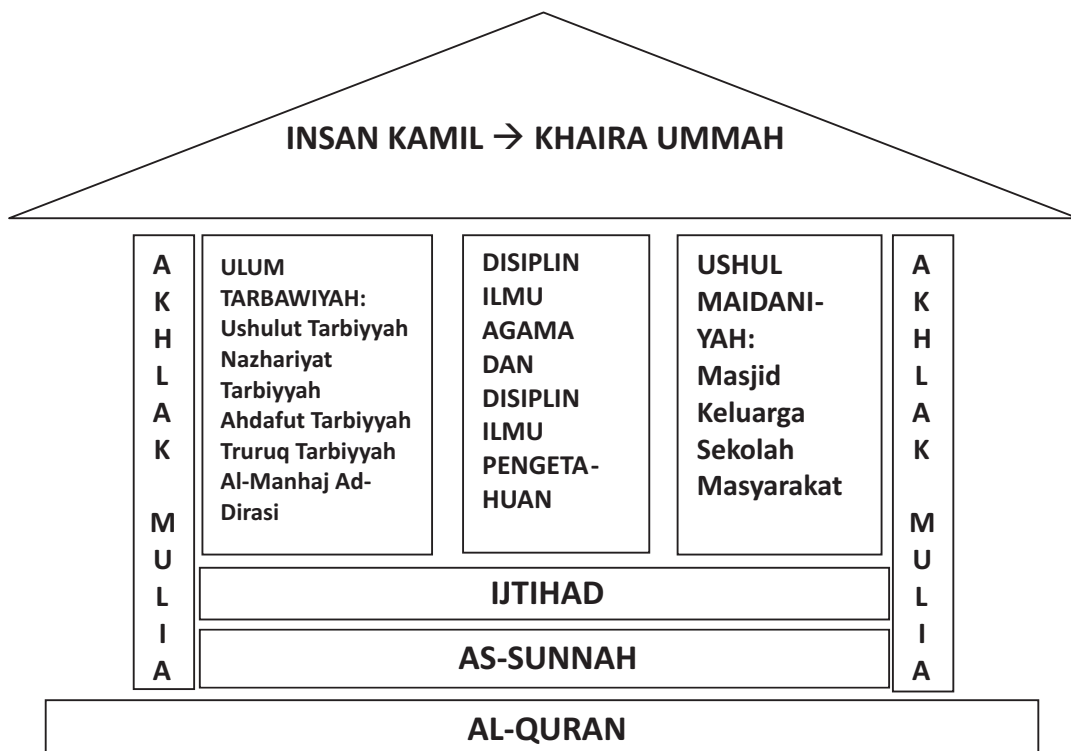 INSAN KAMIL → KHAIRA UMMAH
A
K
H
L
A
K
M
U
L
I
A
ULUM
TARBAWIYAH:
Ushulut Tarbiyyah
Nazhariyat
Tarbiyyah
Ahdafut Tarbiyyah
Truruq Tarbiyyah
Al-Manhaj Ad-
Dirasi
DISIPLIN
ILMU
AGAMA
DAN
DISIPLIN
ILMU
PENGETA-
HUAN
USHUL
MAIDANI-
YAH:
Masjid
Keluarga
Sekolah
Masyarakat
A
K
H
L
A
K
M
U
L
I
A
IJTIHAD
AS-SUNNAH
AL-QURAN